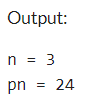 Output:
n = 3
pn = 24